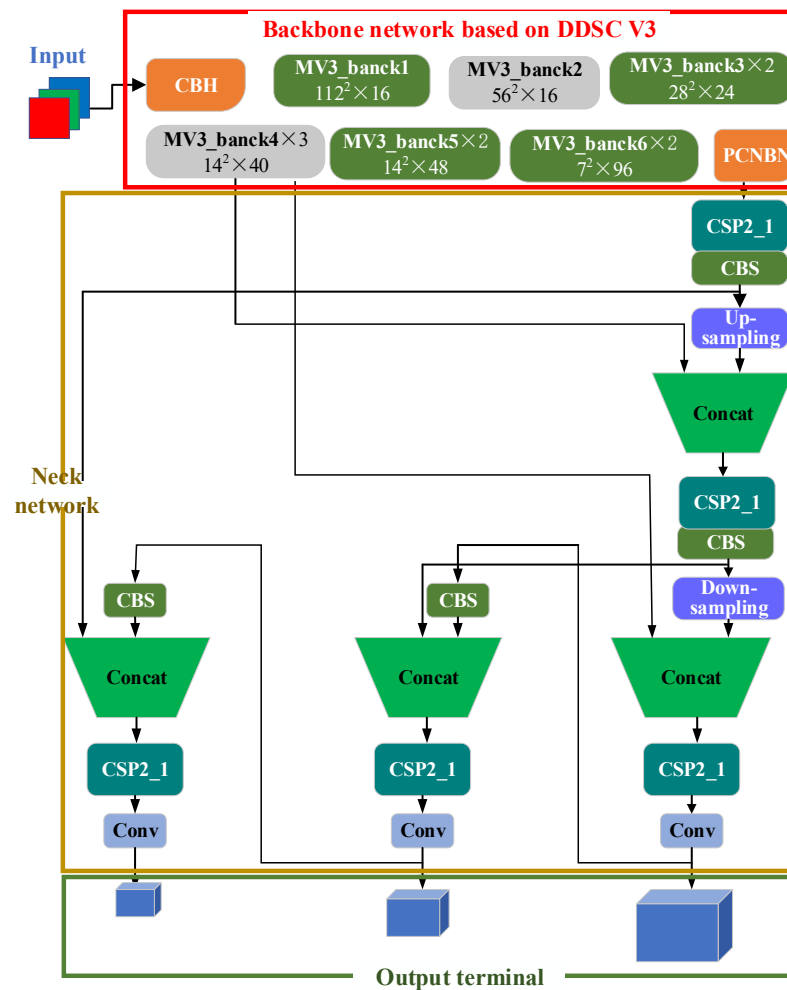 Backbone network based on DDSC V3
Input
CBH
MV3_banck1
112²×16
MV3_banck2
56²×16
MV3_banck3×2
28²×24
MV3_banck4×3
14²×40
MV3_banck5×2
14²×48
MV3_banck6×2
7²×96
PCNBN
CSP2_1
CBS
Up-
sampling
Concat
CSP2_1
CBS
Down-
sampling
Neck
network
CBS
CBS
Concat
Concat
Concat
CSP2_1
CSP2_1
CSP2_1
Conv
Conv
Conv
Output terminal